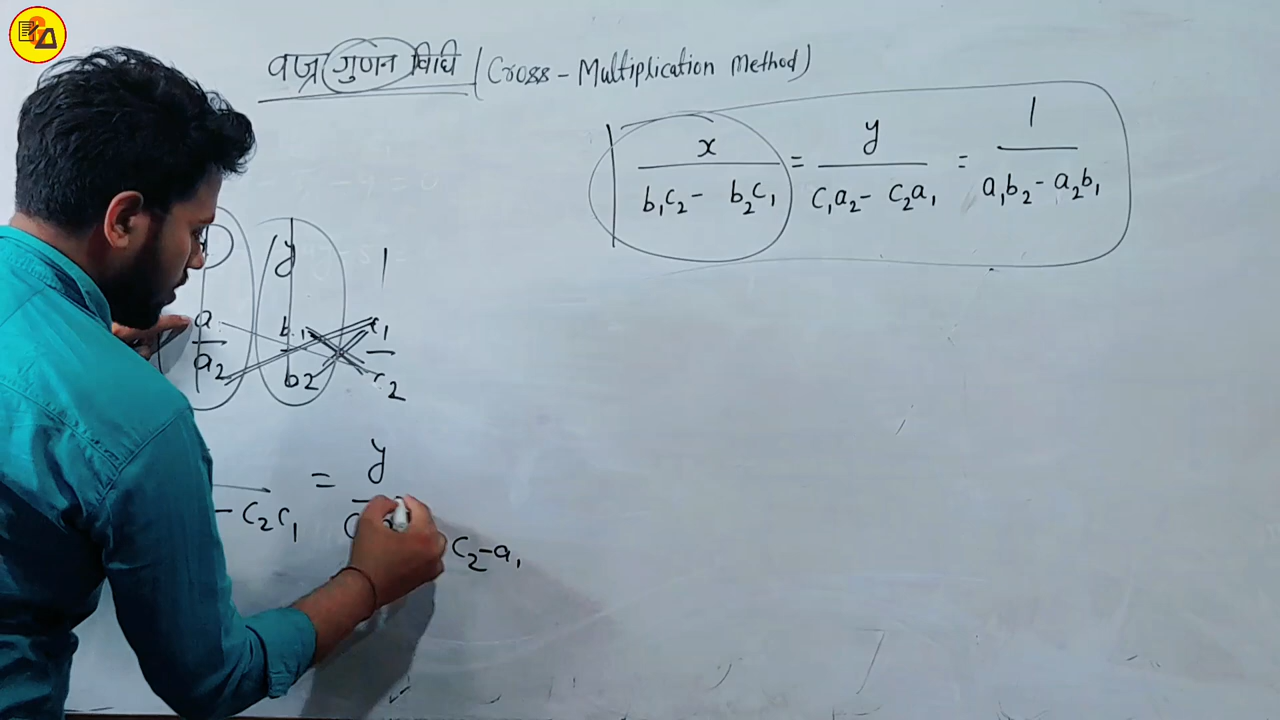 वज्र गुणन विधि / (Cross - Multiplication Method)
x/(b₁c₂ - b₂c₁) = y/(c₁a₂ - c₂a₁) = 1/(a₁b₂ - a₂b₁)
y 1
a b₁ c₁
a₂ b₂ c₂
= y
- c₂c₁ c₂-a₁